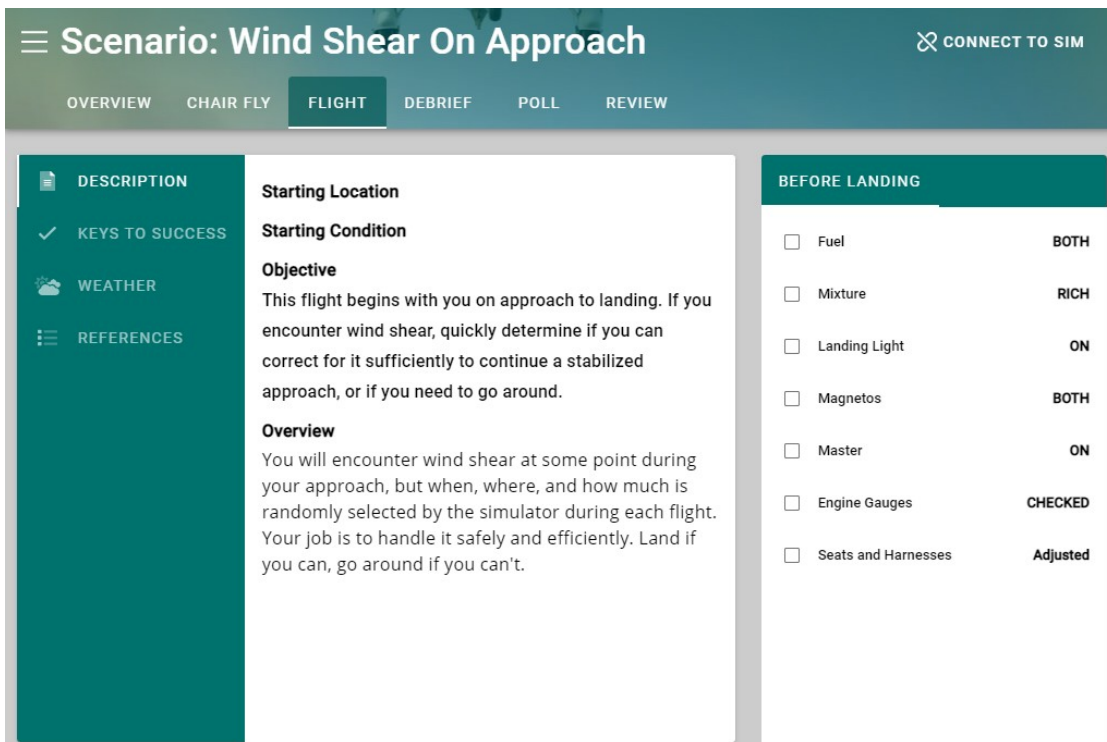 Scenario: Wind Shear On Approach
CONNECT TO SIM
OVERVIEW CHAIR FLY FLIGHT DEBRIEF POLL REVIEW
DESCRIPTION
KEYS TO SUCCESS
WEATHER
REFERENCES
Starting Location
Starting Condition
Objective
This flight begins with you on approach to landing. If you
encounter wind shear, quickly determine if you can
correct for it sufficiently to continue a stabilized
approach, or if you need to go around.
Overview
You will encounter wind shear at some point during
your approach, but when, where, and how much is
randomly selected by the simulator during each flight.
Your job is to handle it safely and efficiently. Land if
you can, go around if you can't.
BEFORE LANDING
Fuel BOTH
Mixture RICH
Landing Light ON
Magnetos BOTH
Master ON
Engine Gauges CHECKED
Seats and Harnesses Adjusted